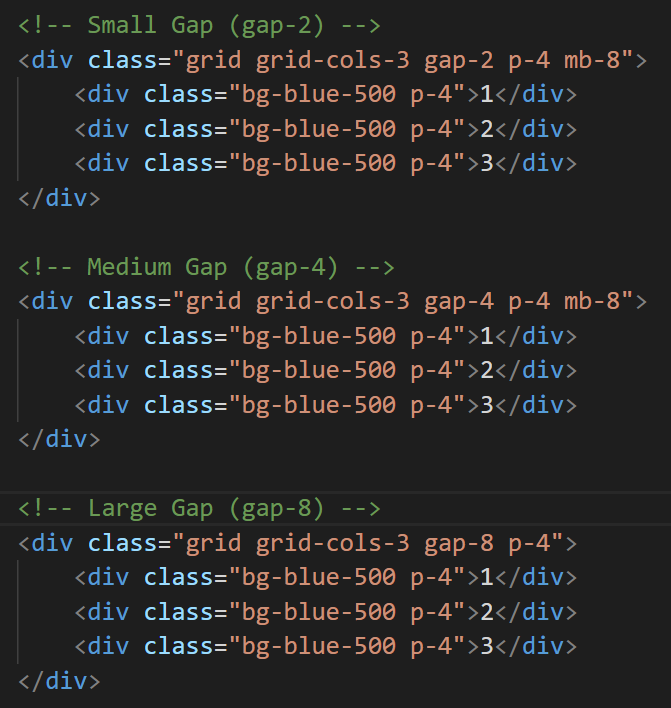 <!-- Small Gap (gap-2) -->
<div class="grid grid-cols-3 gap-2 p-4 mb-8">
    <div class="bg-blue-500 p-4">1</div>
    <div class="bg-blue-500 p-4">2</div>
    <div class="bg-blue-500 p-4">3</div>
</div>
<!-- Medium Gap (gap-4) -->
<div class="grid grid-cols-3 gap-4 p-4 mb-8">
    <div class="bg-blue-500 p-4">1</div>
    <div class="bg-blue-500 p-4">2</div>
    <div class="bg-blue-500 p-4">3</div>
</div>
<!-- Large Gap (gap-8) -->
<div class="grid grid-cols-3 gap-8 p-4">
    <div class="bg-blue-500 p-4">1</div>
    <div class="bg-blue-500 p-4">2</div>
    <div class="bg-blue-500 p-4">3</div>
</div>